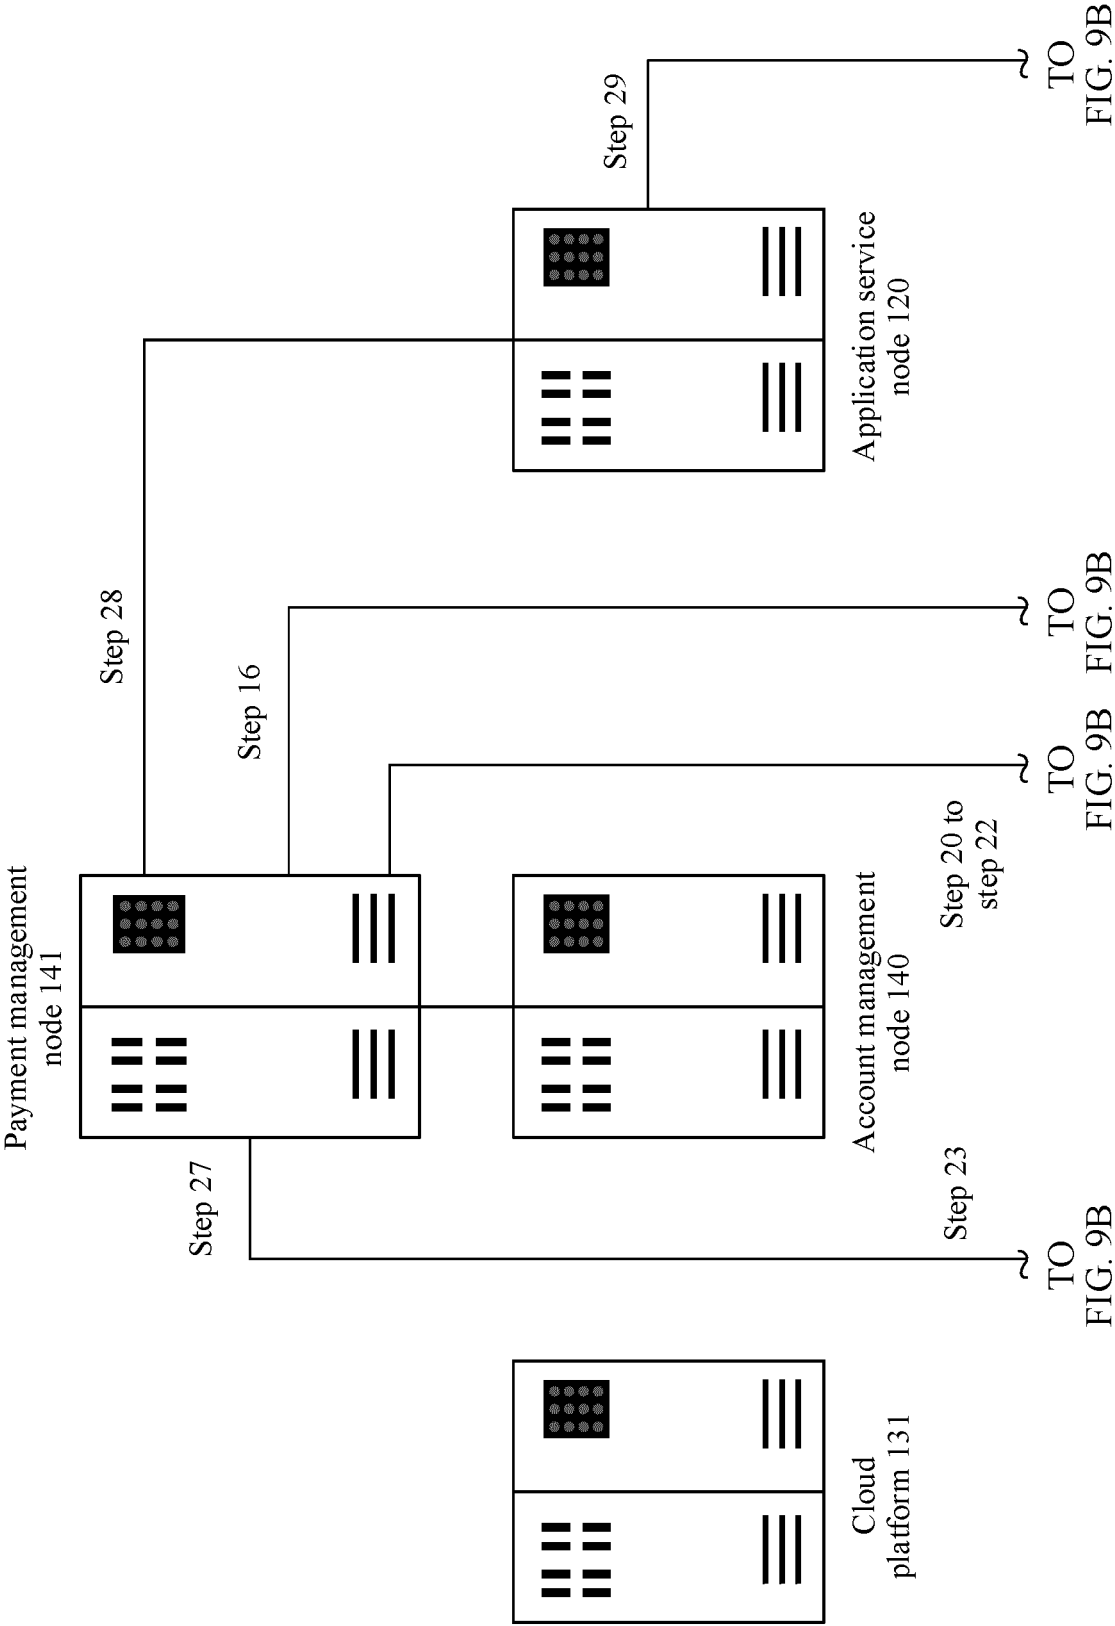 Payment management
node 141
Step 28
Step 16
Step 27
Step 29
Cloud
platform 131
Account management
node 140
Application service
node 120
Step 23
Step 20 to
step 22
TO
FIG. 9B
TO
FIG. 9B
TO
FIG. 9B
TO
FIG. 9B